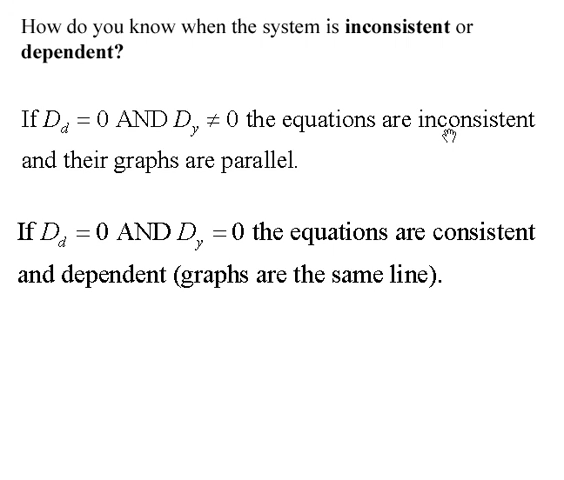 How do you know when the system is inconsistent or
dependent?
If D_d = 0 AND D_y ≠ 0 the equations are inconsistent
and their graphs are parallel.
If D_d = 0 AND D_y = 0 the equations are consistent
and dependent (graphs are the same line).